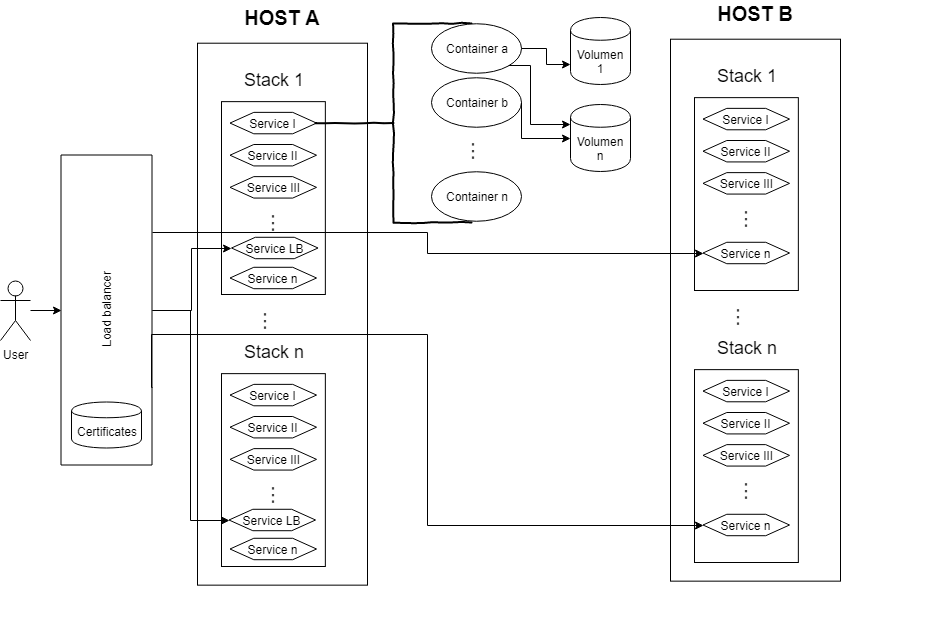 HOST A
HOST B
Stack 1
Service I
Service II
Service III
Service LB
Service n
Stack n
Service I
Service II
Service III
Service LB
Service n
Container a
Container b
Container n
Volumen
1
Volumen
n
Stack 1
Service I
Service II
Service III
Service n
Stack n
Service I
Service II
Service III
Service n
Load balancer
Certificates
User